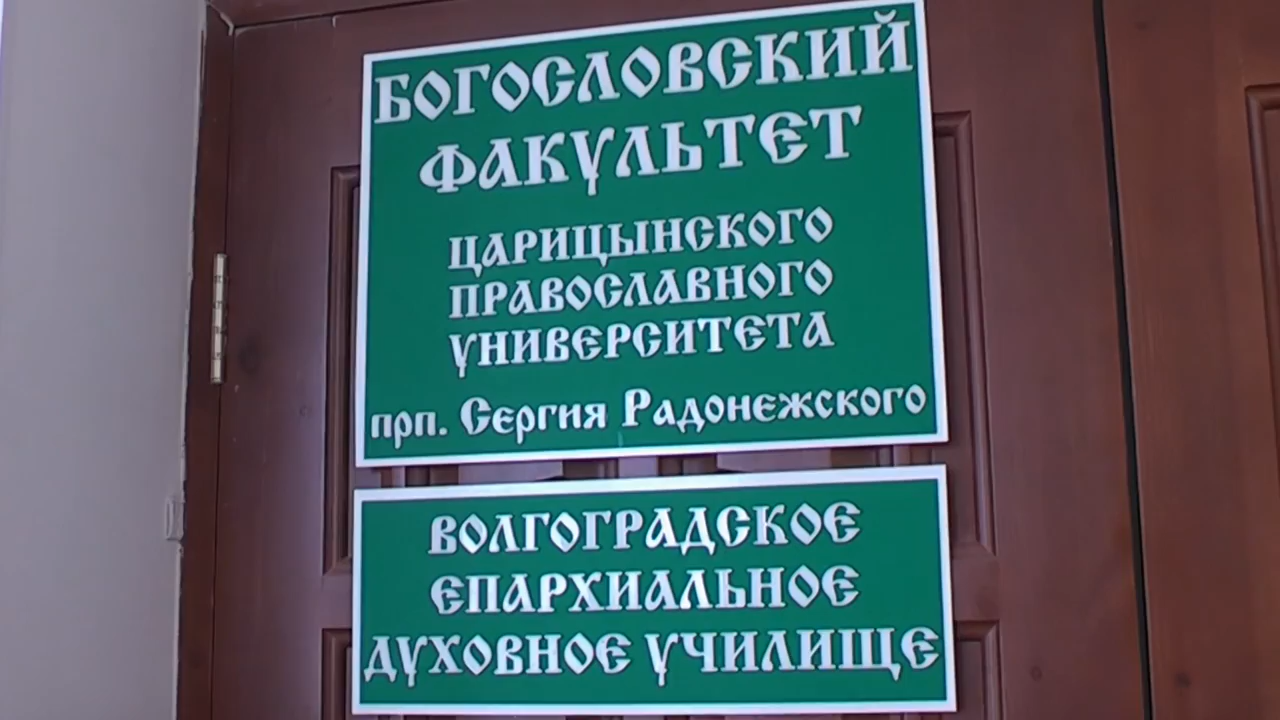 БОГОСЛОВСКИЙ
ФАКУЛЬТЕТ
ЦАРИЦЫНСКОГО
ПРАВОСЛАВНОГО
УНИВЕРСИТЕТА
прп. Сергия Радонежского
ВОЛГОГРАДСКОЕ
ЕПАРХИАЛЬНОЕ
ДУХОВНОЕ УЧИЛИЩЕ